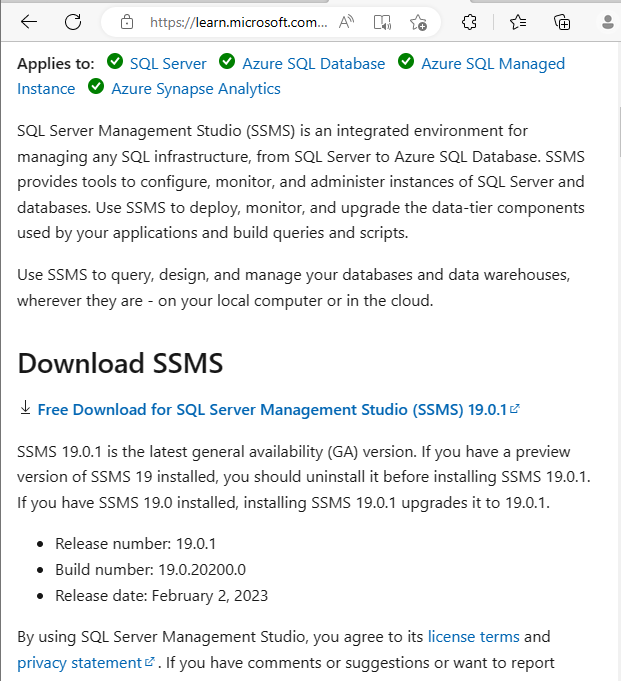 https://learn.microsoft.com...
Applies to: SQL Server Azure SQL Database Azure SQL Managed
Instance Azure Synapse Analytics
SQL Server Management Studio (SSMS) is an integrated environment for
managing any SQL infrastructure, from SQL Server to Azure SQL Database. SSMS
provides tools to configure, monitor, and administer instances of SQL Server and
databases. Use SSMS to deploy, monitor, and upgrade the data-tier components
used by your applications and build queries and scripts.
Use SSMS to query, design, and manage your databases and data warehouses,
wherever they are - on your local computer or in the cloud.
Download SSMS
Free Download for SQL Server Management Studio (SSMS) 19.0.1
SSMS 19.0.1 is the latest general availability (GA) version. If you have a preview
version of SSMS 19 installed, you should uninstall it before installing SSMS 19.0.1.
If you have SSMS 19.0 installed, installing SSMS 19.0.1 upgrades it to 19.0.1.
• Release number: 19.0.1
• Build number: 19.0.20200.0
• Release date: February 2, 2023
By using SQL Server Management Studio, you agree to its license terms and
privacy statement. If you have comments or suggestions or want to report